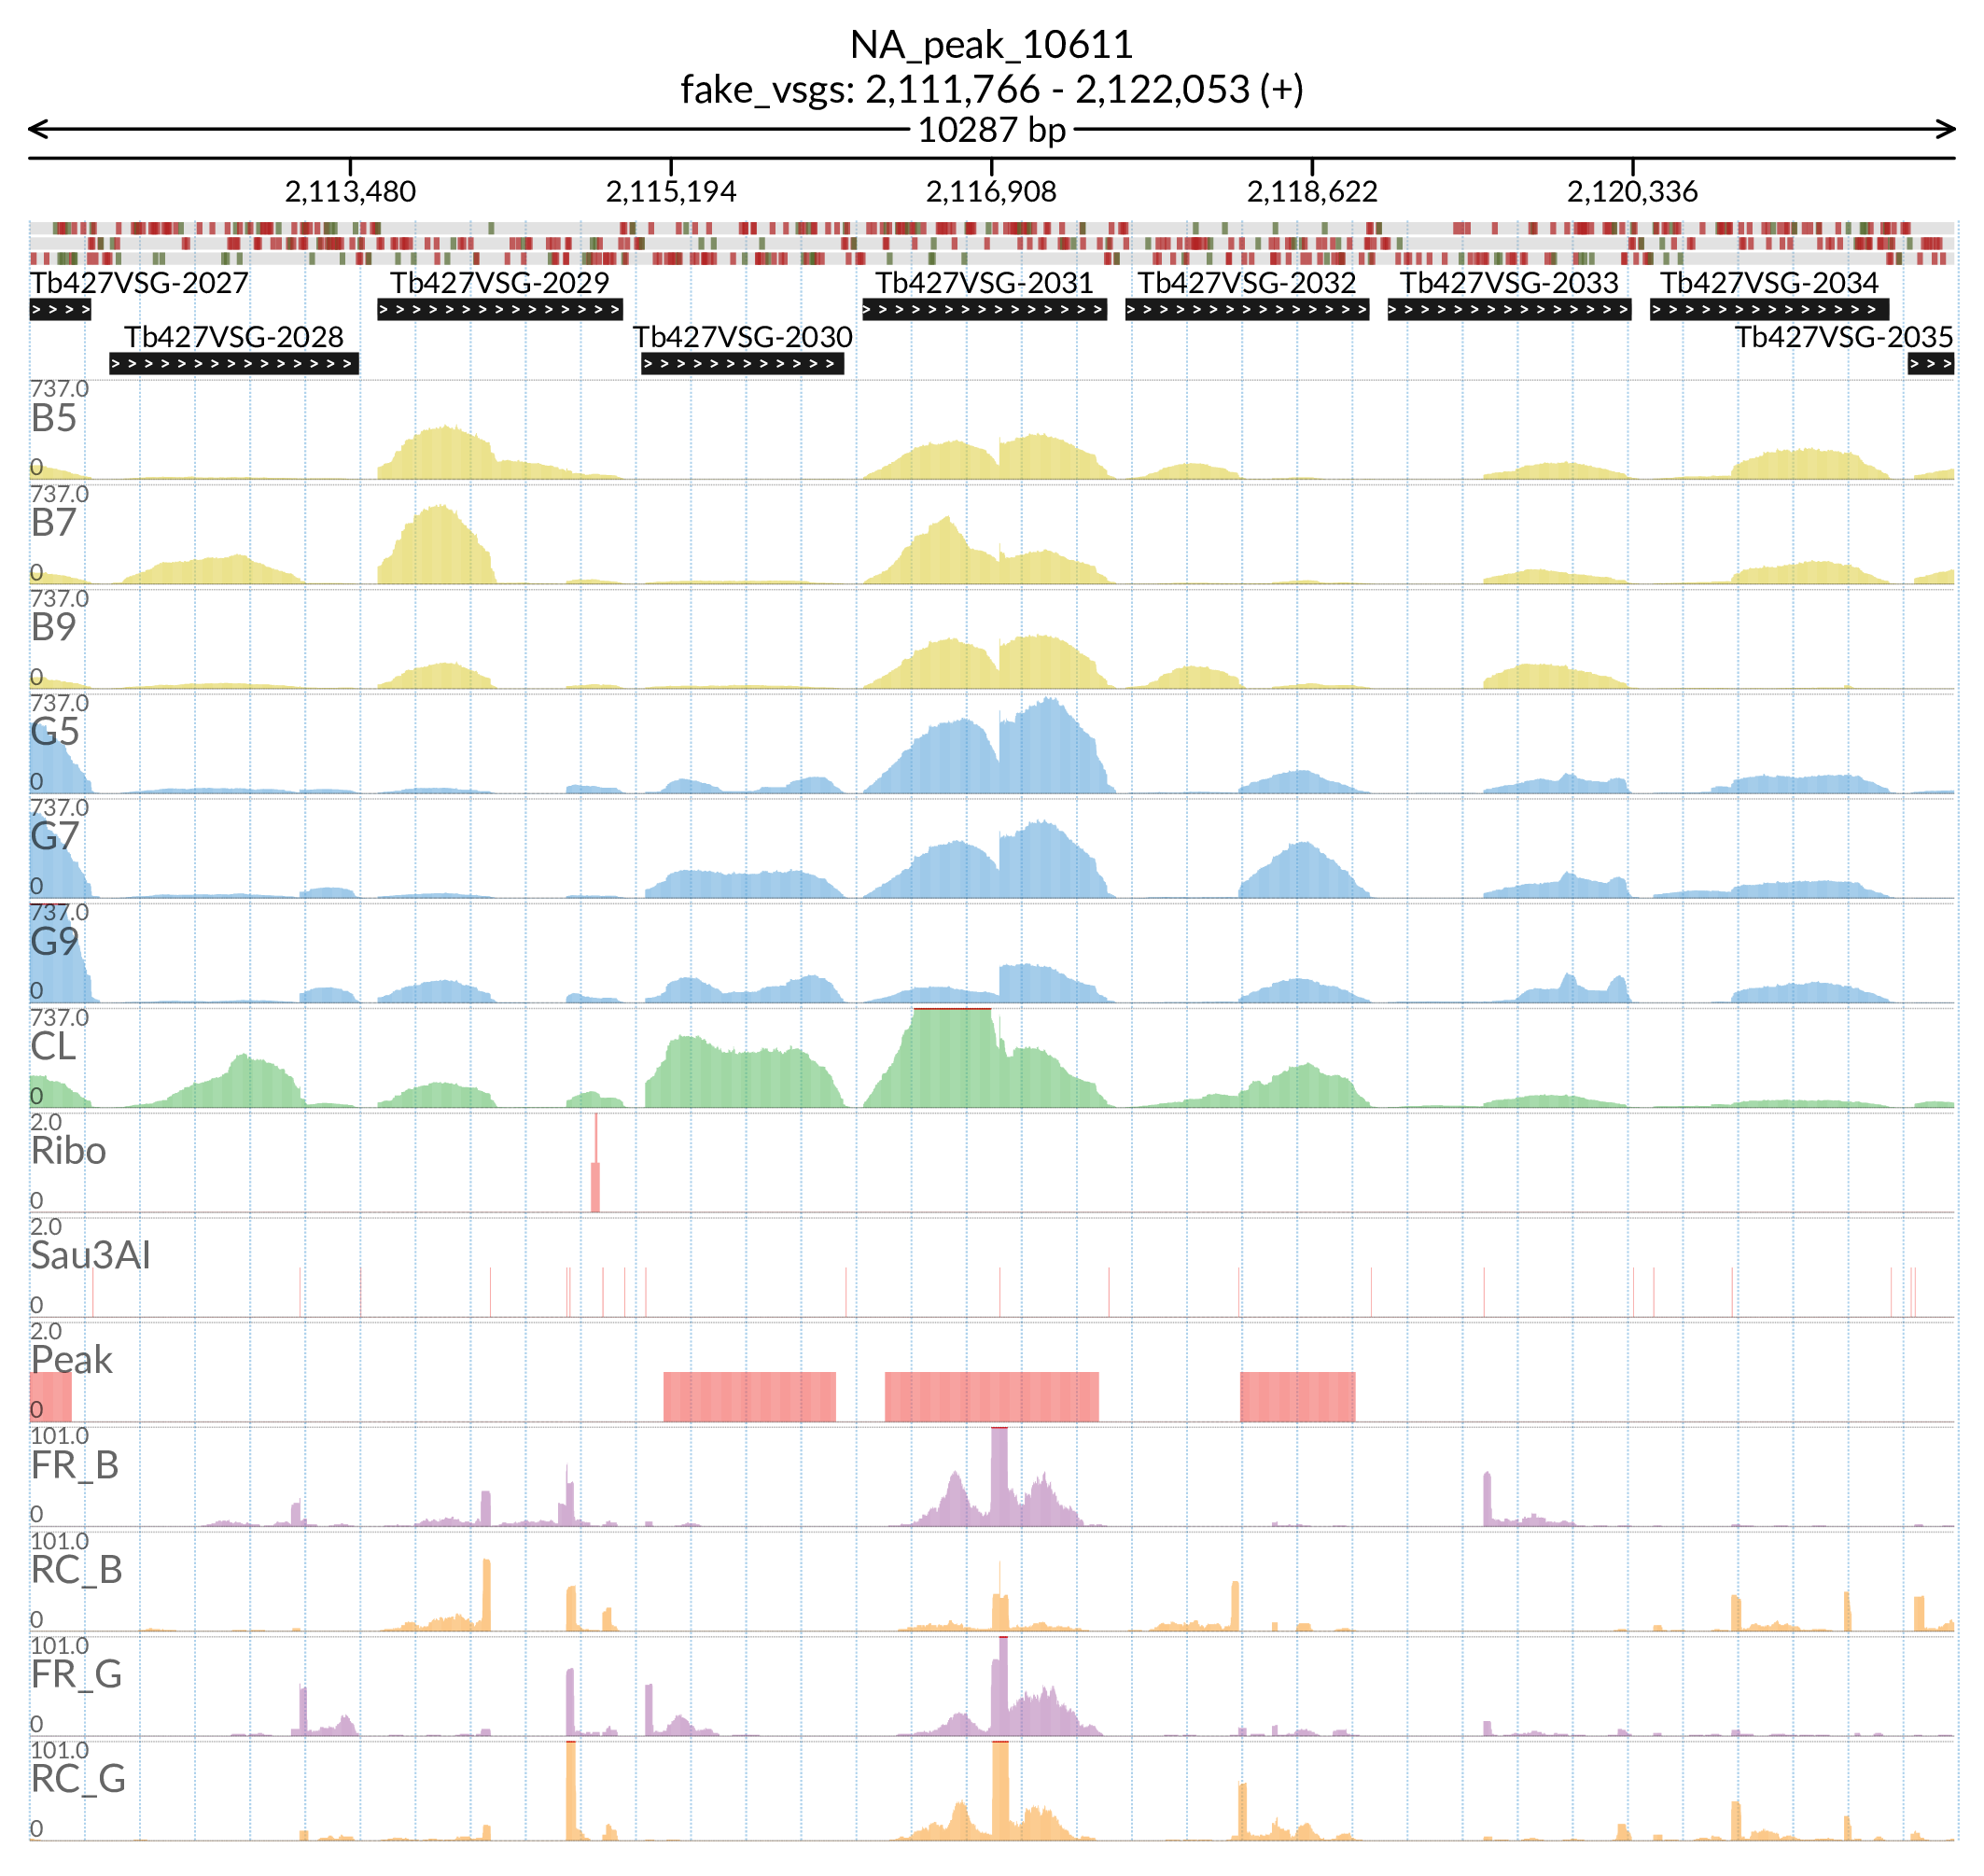 NA_peak_10611
fake_vsgs: 2,111,766 - 2,122,053 (+)
10287 bp
2,113,480 2,115,194 2,116,908 2,118,622 2,120,336
Tb427VSG-2027 Tb427VSG-2029 Tb427VSG-2031 Tb427VSG-2032 Tb427VSG-2033 Tb427VSG-2034
Tb427VSG-2028 Tb427VSG-2030 Tb427VSG-2035
737.0
B5
0
737.0
B7
0
737.0
B9
0
737.0
G5
0
737.0
G7
0
737.0
G9
0
737.0
CL
0
2.0
Ribo
0
2.0
Sau3AI
0
2.0
Peak
0
101.0
FR_B
0
101.0
RC_B
0
101.0
FR_G
0
101.0
RC_G
0